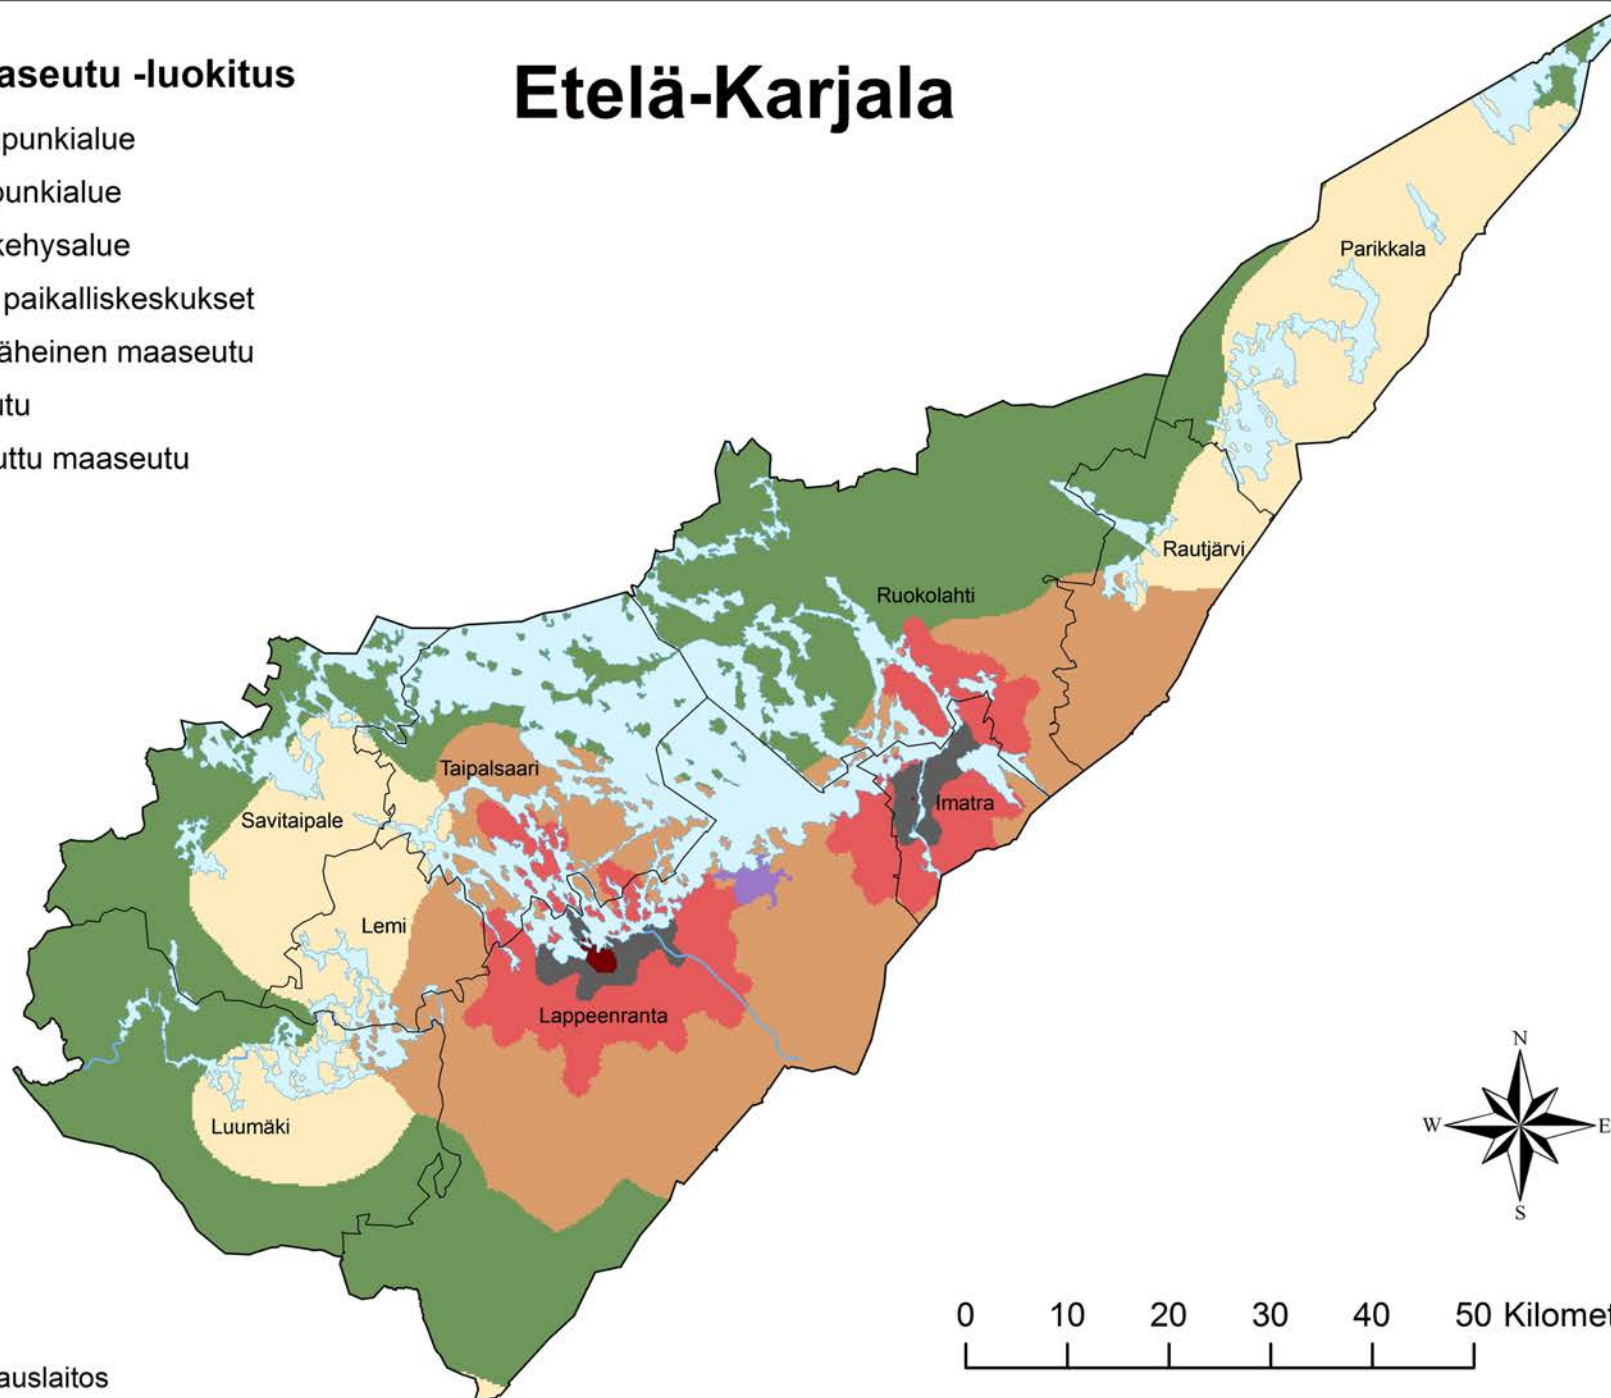 aseutu -luokitus
Etelä-Karjala
punkialue
punkialue
kehysalue
paikalliskeskukset
äheinen maaseutu
utu
uttu maaseutu
Parikkala
Rautjärvi
Ruokolahti
Taipalsaari
Imatra
Savitaipale
Lemi
Lappeenranta
Luumäki
N
W
E
S
0 10 20 30 40 50 Kilomet
auslaitos